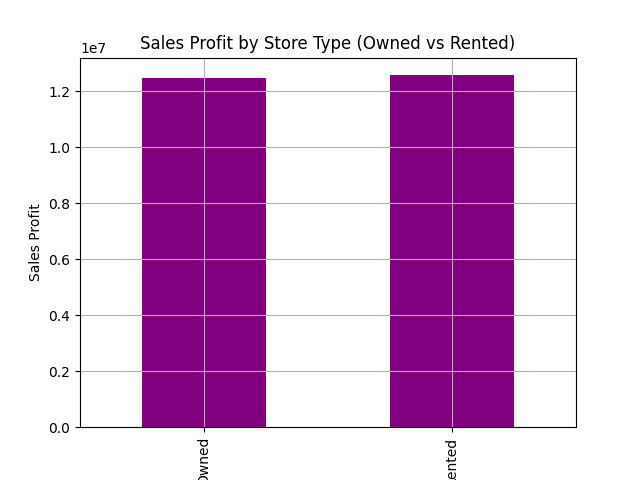 Sales Profit by Store Type (Owned vs Rented)
1e7
1.2
1.0
0.8
0.6
0.4
0.2
0.0
Sales Profit
Owned
ented